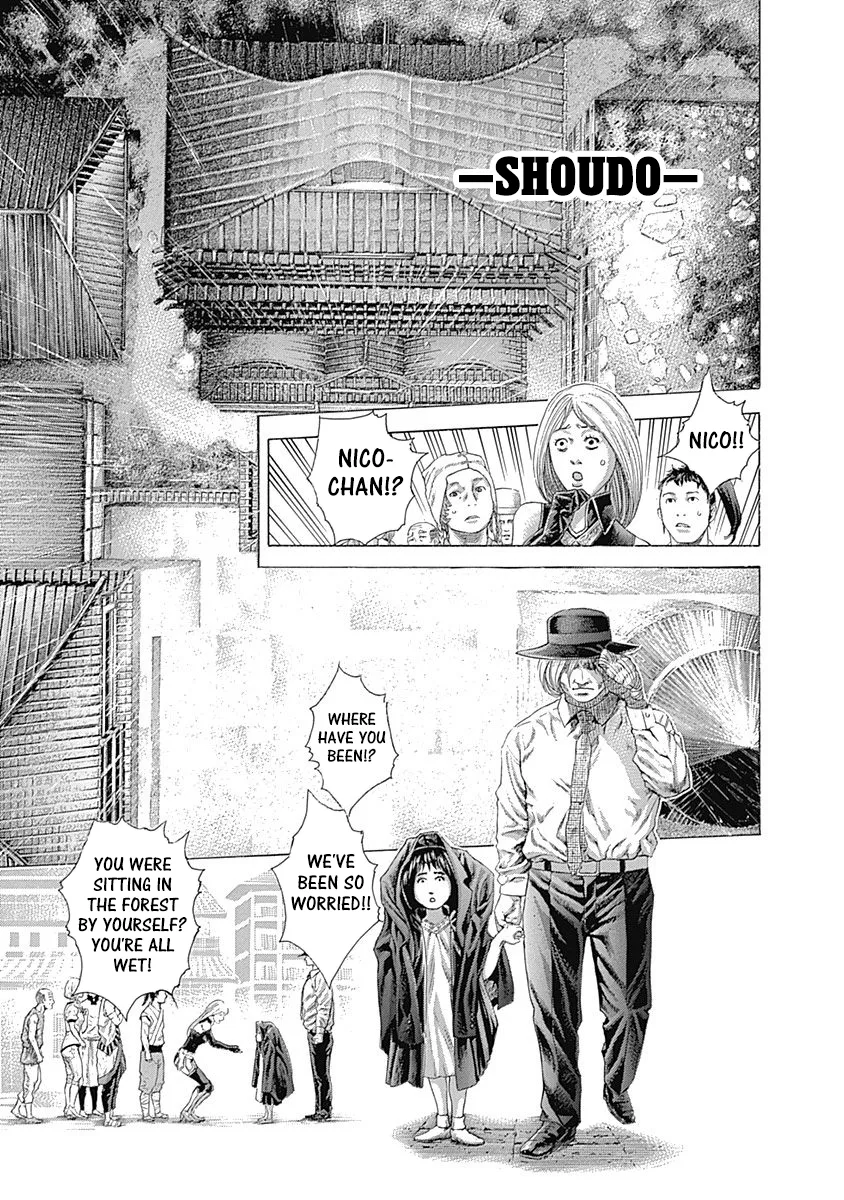 —SHOUDO—
NICO!!
NICO-
CHAN!?
WHERE
HAVE YOU
BEEN!?
WE'VE
BEEN SO
WORRIED!!
YOU WERE
SITTING IN
THE FOREST
BY YOURSELF?
YOU'RE ALL
WET!